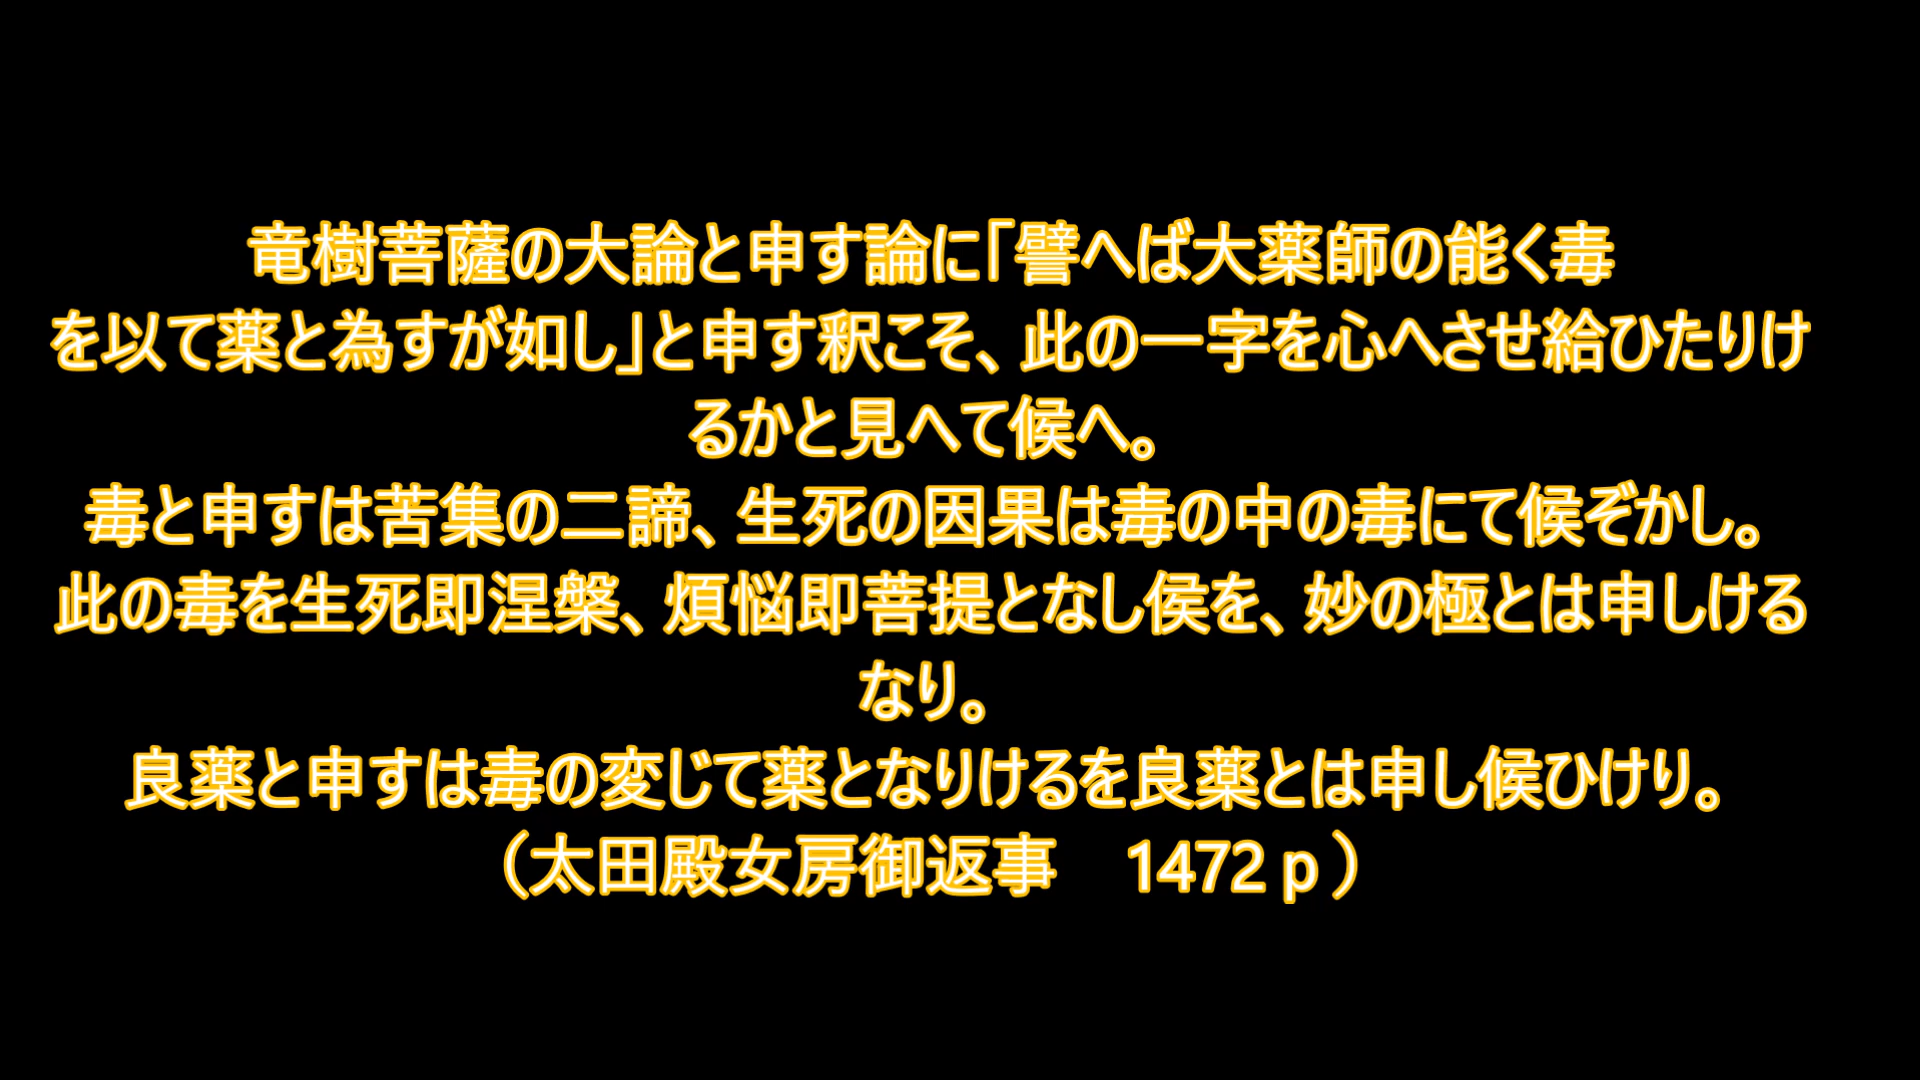 竜樹菩薩の大論と申す論に「譬へば大薬師の能く毒
を以て薬と為すが如し」と申す釈こそ、此の一字を心へさせ給ひたりけ
るかと見へて候へ。
毒と申すは苦集の二諦、生死の因果は毒の中の毒にて候ぞかし。
此の毒を生死即涅槃、煩悩即菩提となし侯を、妙の極とは申しける
なり。
良薬と申すは毒の変じて薬となりけるを良薬とは申し候ひけり。
（太田殿女房御返事　1472ｐ）